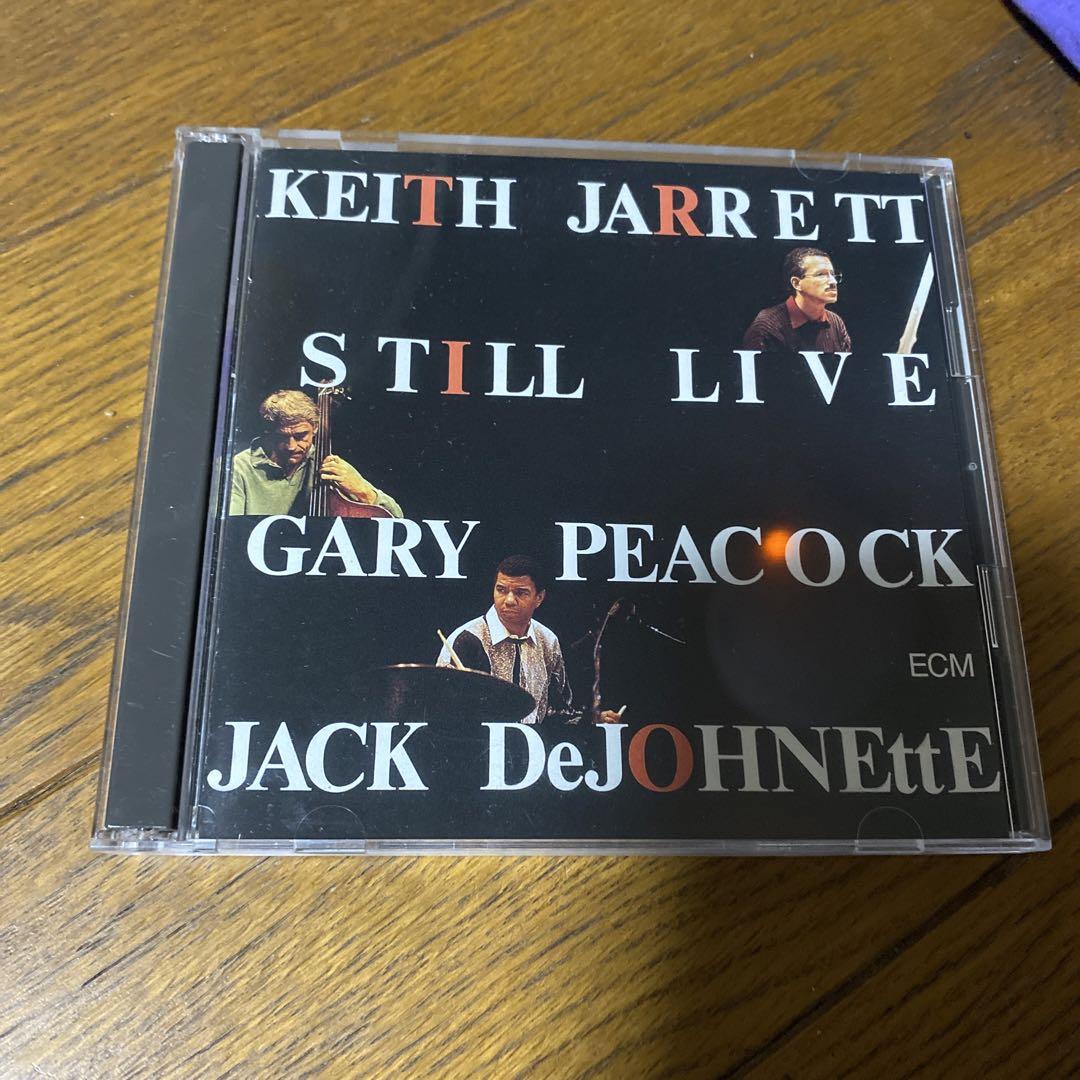 KEITH JARRETT
STILL LIVE
GARY PEACOCK
ECM
JACK DeJOHNEttE